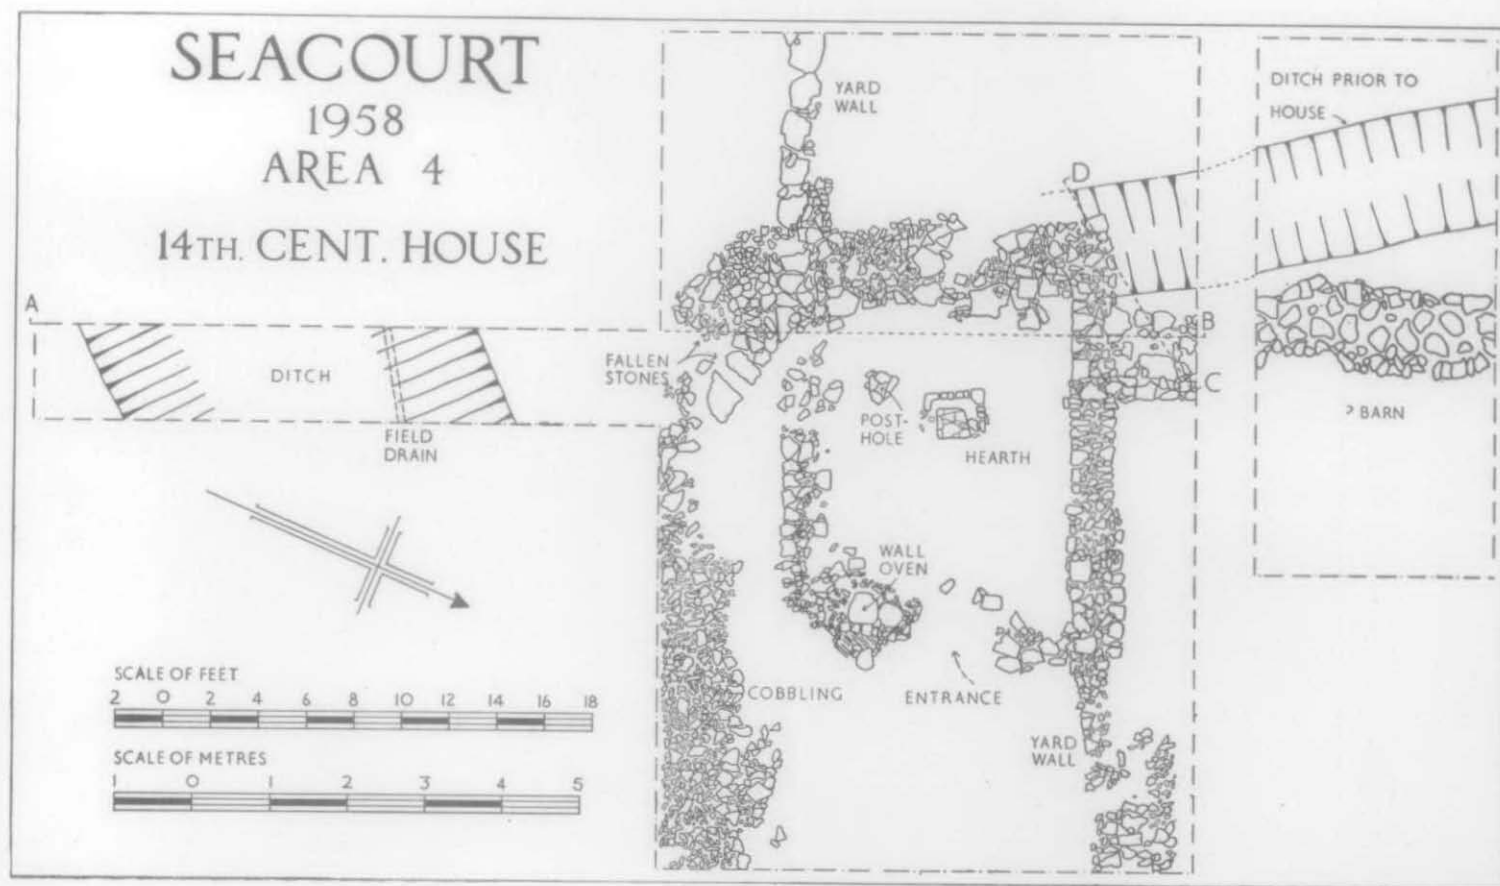 SEACOURT
1958
AREA 4
14TH. CENT. HOUSE
YARD
WALL
DITCH PRIOR TO
HOUSE
D
A
B
C
DITCH
FIELD
DRAIN
FALLEN
STONES
POST-
HOLE
HEARTH
? BARN
WALL
OVEN
COBBLING
ENTRANCE
YARD
WALL
SCALE OF FEET
2 0 2 4 6 8 10 12 14 16 18
SCALE OF METRES
1 0 1 2 3 4 5